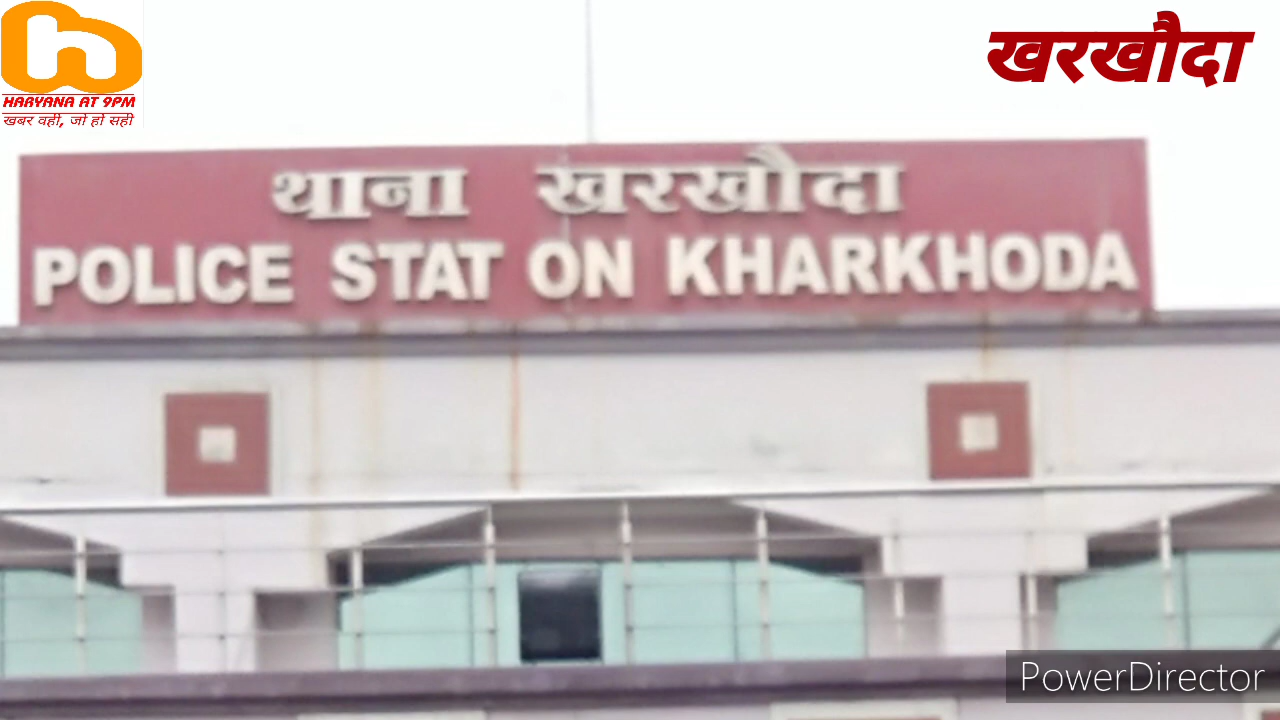 HARYANA AT 9PM
खबर वही, जो हो सही
खरखौदा
थाना खरखौदा
POLICE STAT ON KHARKHODA
PowerDirector